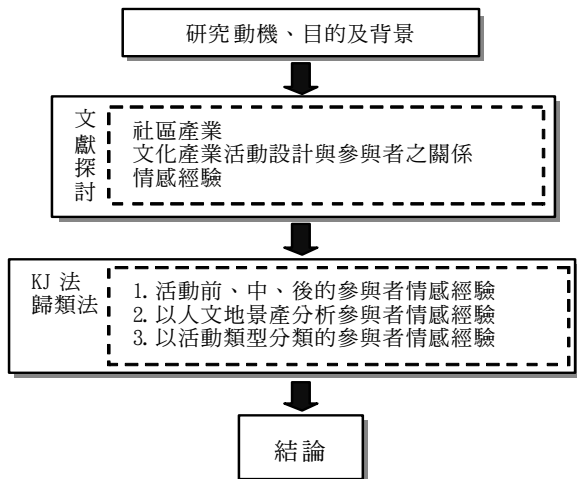 研究動機、目的及背景
文獻探討
社區產業
文化產業活動設計與參與者之關係
情感經驗
KJ 法
歸類法
1. 活動前、中、後的參與者情感經驗
2. 以人文地景產分析參與者情感經驗
3. 以活動類型分類的參與者情感經驗
結論